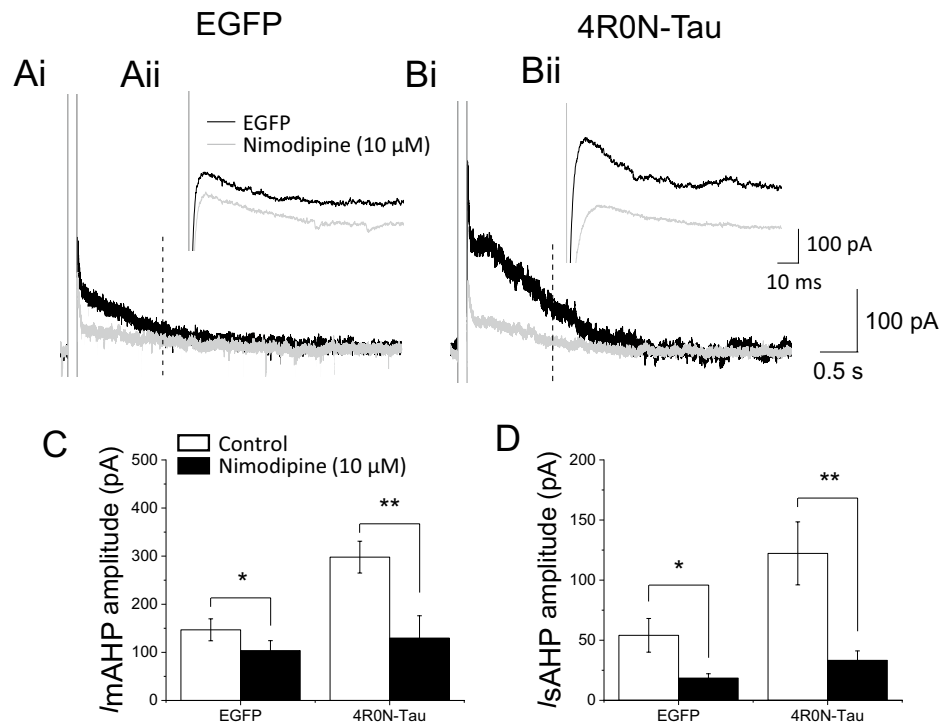 EGFP
4R0N-Tau
Ai
Aii
Bi
Bii
EGFP
Nimodipine (10 µM)
100 pA
10 ms
100 pA
0.5 s
C
D
Control
Nimodipine (10 µM)
ImAHP amplitude (pA)
500
400
300
200
100
0
*
**
EGFP
4R0N-Tau
IsAHP amplitude (pA)
200
150
100
50
0
*
**
EGFP
4R0N-Tau